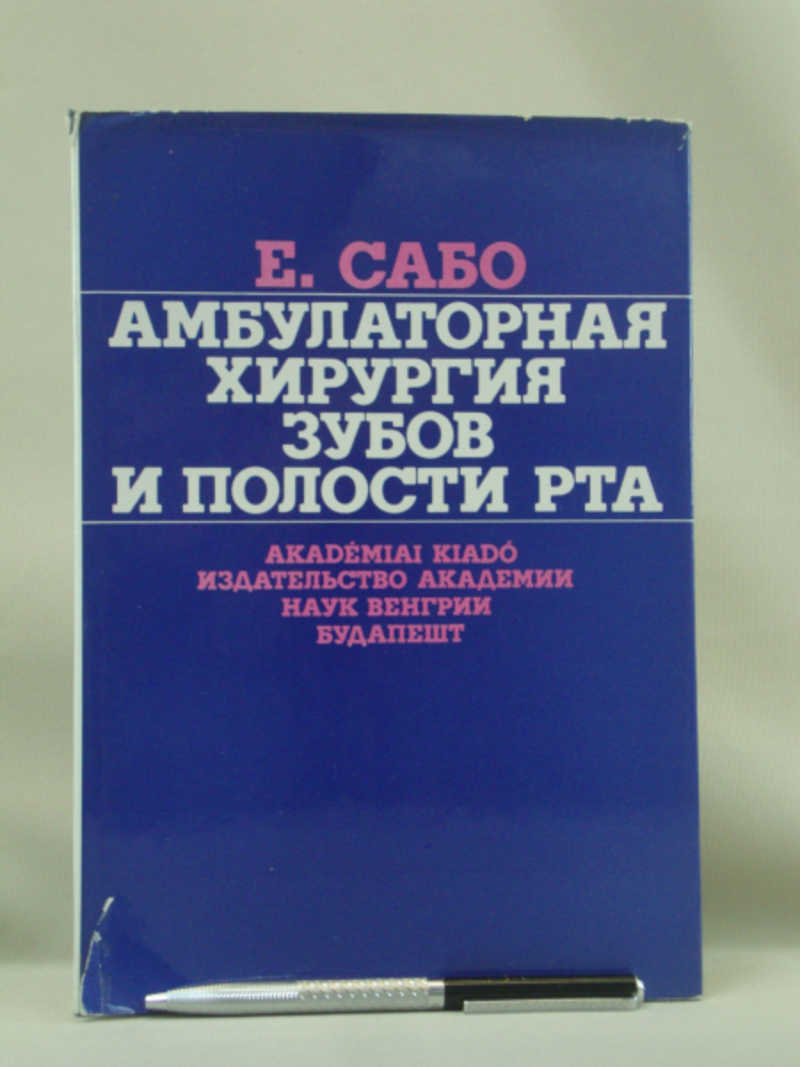 Е. САБО
АМБУЛАТОРНАЯ
ХИРУРГИЯ
ЗУБОВ
И ПОЛОСТИ РТА
AKADÉMIAI KIADÓ
ИЗДАТЕЛЬСТВО АКАДЕМИИ
НАУК ВЕНГРИИ
БУДАПЕШТ